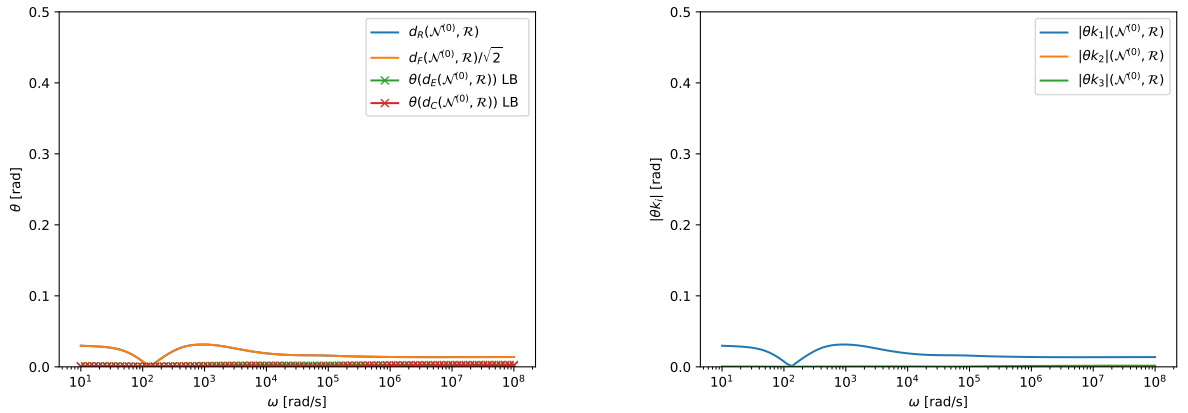 0.5
0.4
0.3
0.2
0.1
0.0
θ [rad]
10¹ 10² 10³ 10⁴ 10⁵ 10⁶ 10⁷ 10⁸
ω [rad/s]
d_R(𝒩⁽⁰⁾, ℛ)
d_F(𝒩⁽⁰⁾, ℛ)/√2
θ(d_E(𝒩⁽⁰⁾, ℛ)) LB
θ(d_C(𝒩⁽⁰⁾, ℛ)) LB
0.5
0.4
0.3
0.2
0.1
0.0
|θk_i| [rad]
10¹ 10² 10³ 10⁴ 10⁵ 10⁶ 10⁷ 10⁸
ω [rad/s]
|θk₁|(𝒩⁽⁰⁾, ℛ)
|θk₂|(𝒩⁽⁰⁾, ℛ)
|θk₃|(𝒩⁽⁰⁾, ℛ)